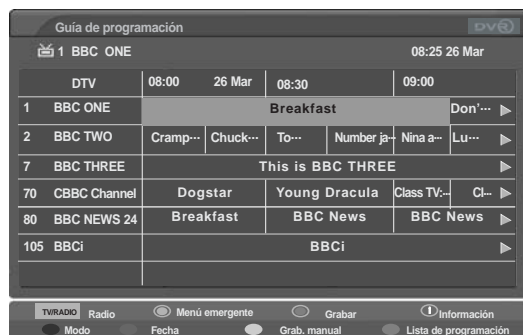 Guía de programación DVR
1 BBC ONE 08:25 26 Mar
DTV 08:00 26 Mar 08:30 09:00
1 BBC ONE Breakfast Don'···
2 BBC TWO Cramp··· Chuck··· To··· Number ja··· Nina a··· Lu···
7 BBC THREE This is BBC THREE
70 CBBC Channel Dogstar Young Dracula Class TV:··· Cl···
80 BBC NEWS 24 Breakfast BBC News BBC News
105 BBCi BBCi
TV/RADIO Radio Menú emergente Grabar Información
Modo Fecha Grab. manual Lista de programación